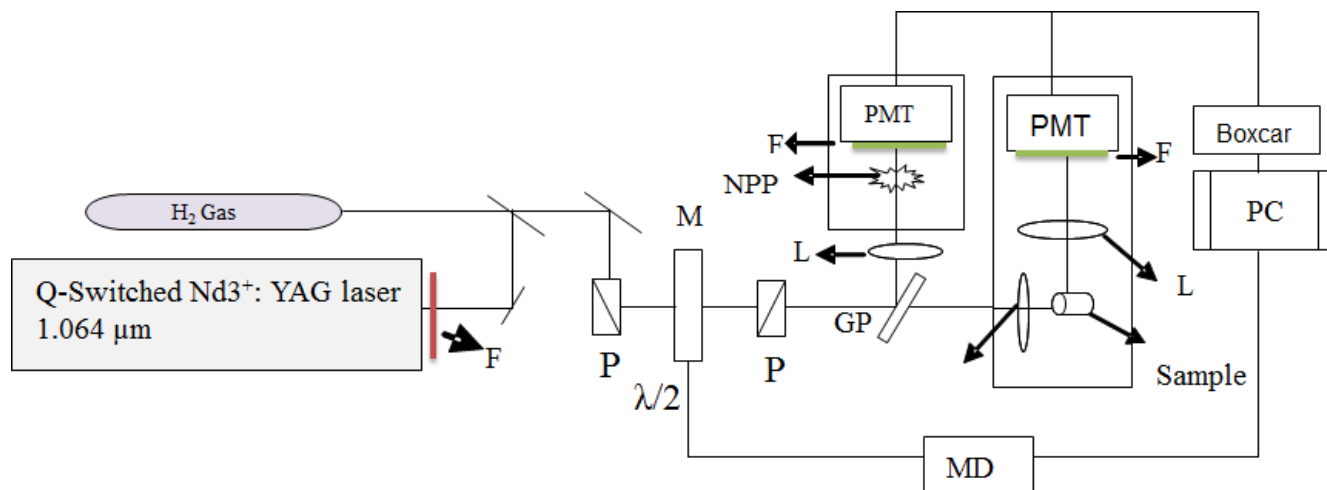 PMT
PMT
F
F
Boxcar
NPP
PC
H₂ Gas
M
L
L
Q-Switched Nd3⁺: YAG laser
1.064 μm
GP
F
P
P
Sample
λ/2
MD